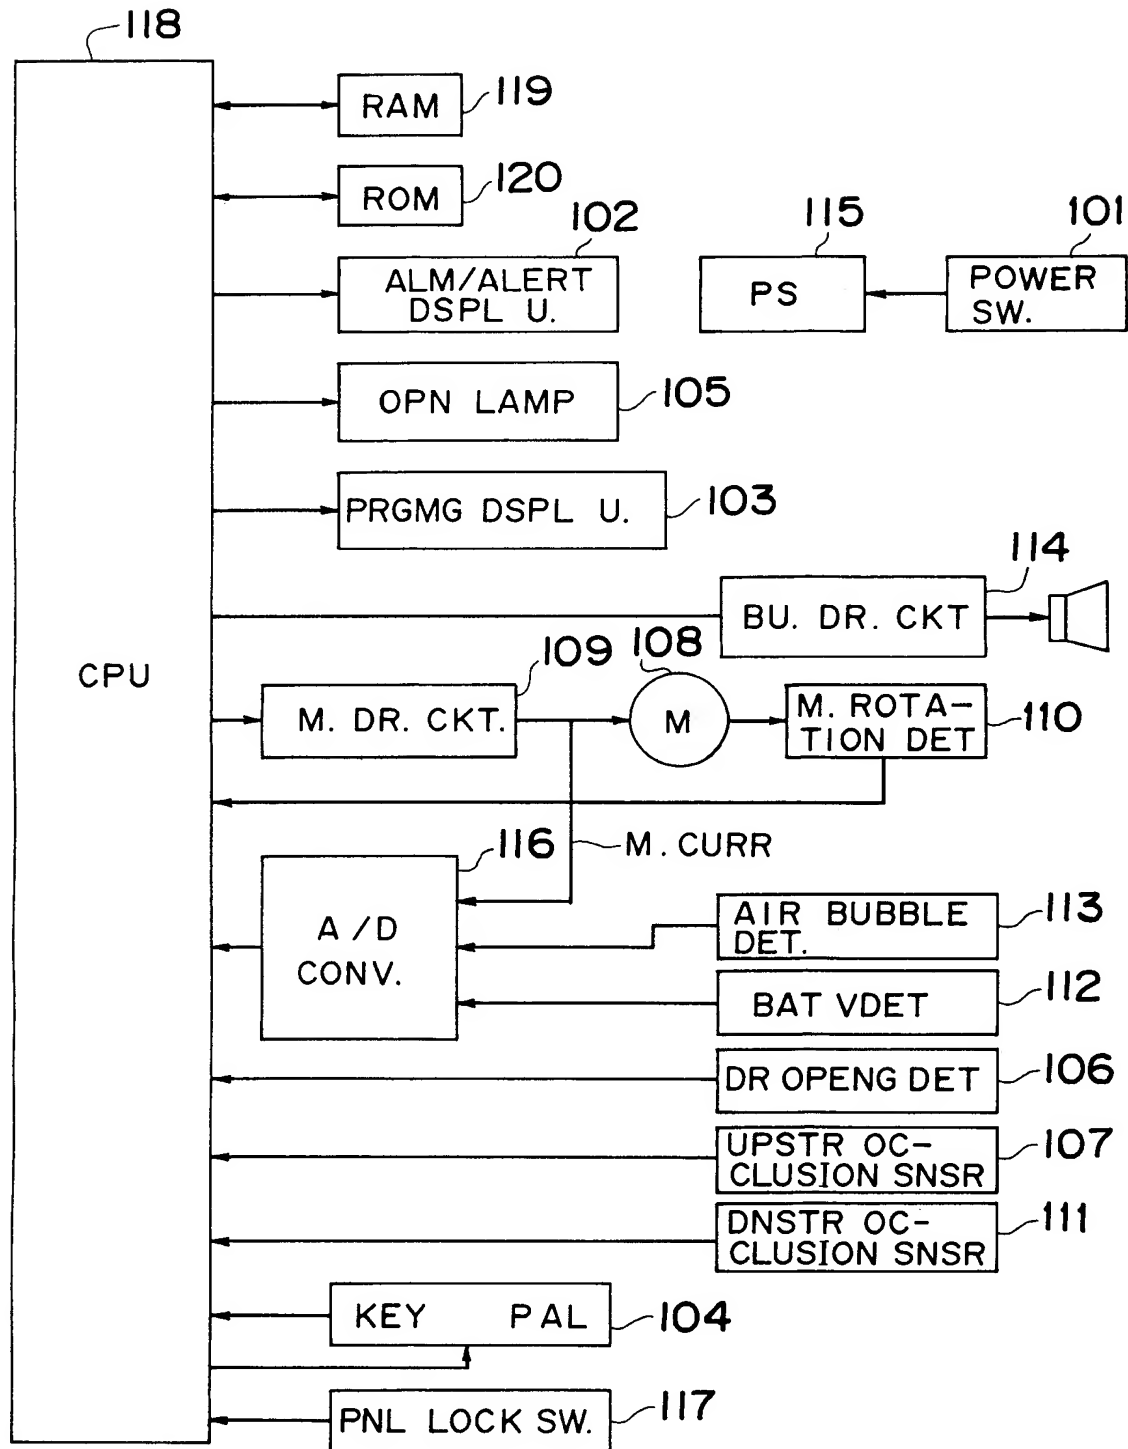 118
RAM
119
ROM
120
102
ALM/ALERT
DSPL U.
115
PS
101
POWER
SW.
OPN LAMP
105
PRGMG DSPL U.
103
114
BU. DR. CKT
CPU
109
M. DR. CKT.
108
M
M. ROTA-
TION DET
110
116
M. CURR
A/D
CONV.
AIR BUBBLE
DET.
113
BAT VDET
112
DR OPENG DET
106
UPSTR OC-
CLUSION SNSR
107
DNSTR OC-
CLUSION SNSR
111
KEY PAL
104
PNL LOCK SW.
117